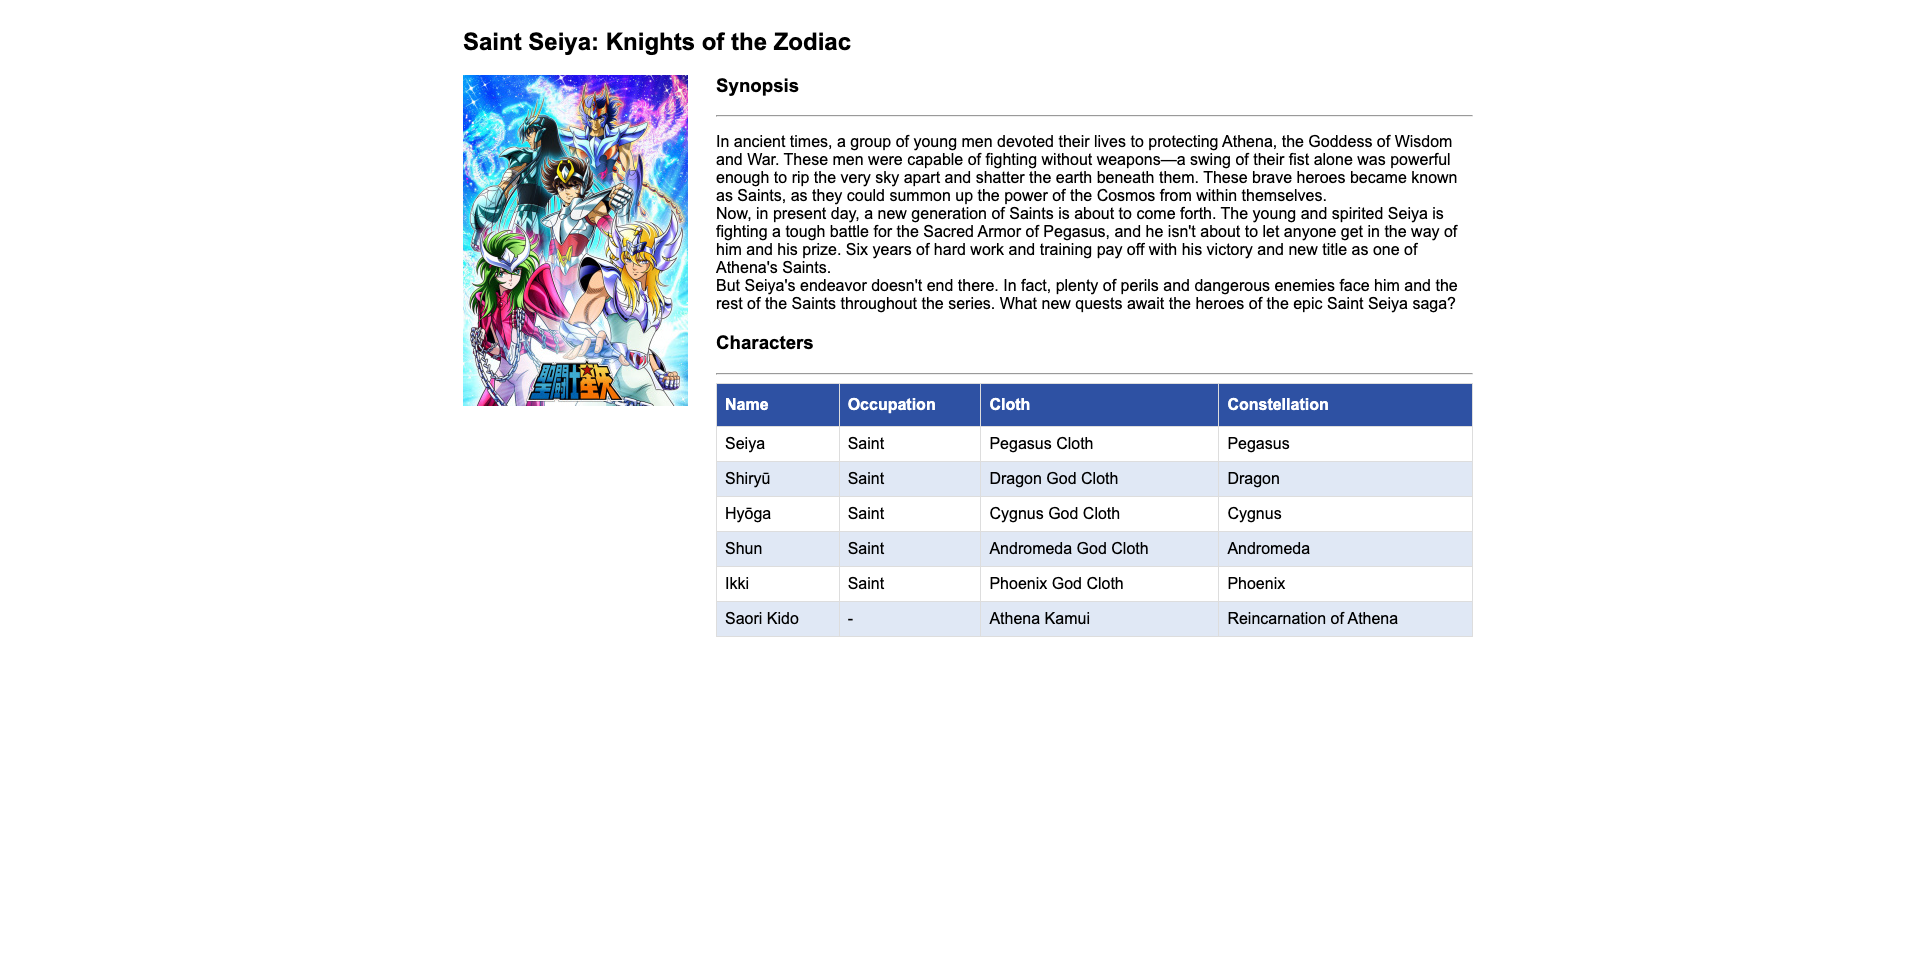 Saint Seiya: Knights of the Zodiac
聖闘士星矢
Synopsis
In ancient times, a group of young men devoted their lives to protecting Athena, the Goddess of Wisdom
and War. These men were capable of fighting without weapons—a swing of their fist alone was powerful
enough to rip the very sky apart and shatter the earth beneath them. These brave heroes became known
as Saints, as they could summon up the power of the Cosmos from within themselves.
Now, in present day, a new generation of Saints is about to come forth. The young and spirited Seiya is
fighting a tough battle for the Sacred Armor of Pegasus, and he isn't about to let anyone get in the way of
him and his prize. Six years of hard work and training pay off with his victory and new title as one of
Athena's Saints.
But Seiya's endeavor doesn't end there. In fact, plenty of perils and dangerous enemies face him and the
rest of the Saints throughout the series. What new quests await the heroes of the epic Saint Seiya saga?
Characters
Name Occupation Cloth Constellation
Seiya Saint Pegasus Cloth Pegasus
Shiryū Saint Dragon God Cloth Dragon
Hyōga Saint Cygnus God Cloth Cygnus
Shun Saint Andromeda God Cloth Andromeda
Ikki Saint Phoenix God Cloth Phoenix
Saori Kido - Athena Kamui Reincarnation of Athena